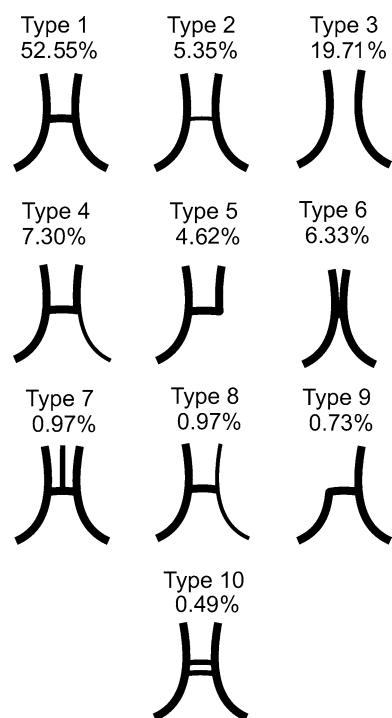 Type 1
52.55%
Type 2
5.35%
Type 3
19.71%
Type 4
7.30%
Type 5
4.62%
Type 6
6.33%
Type 7
0.97%
Type 8
0.97%
Type 9
0.73%
Type 10
0.49%